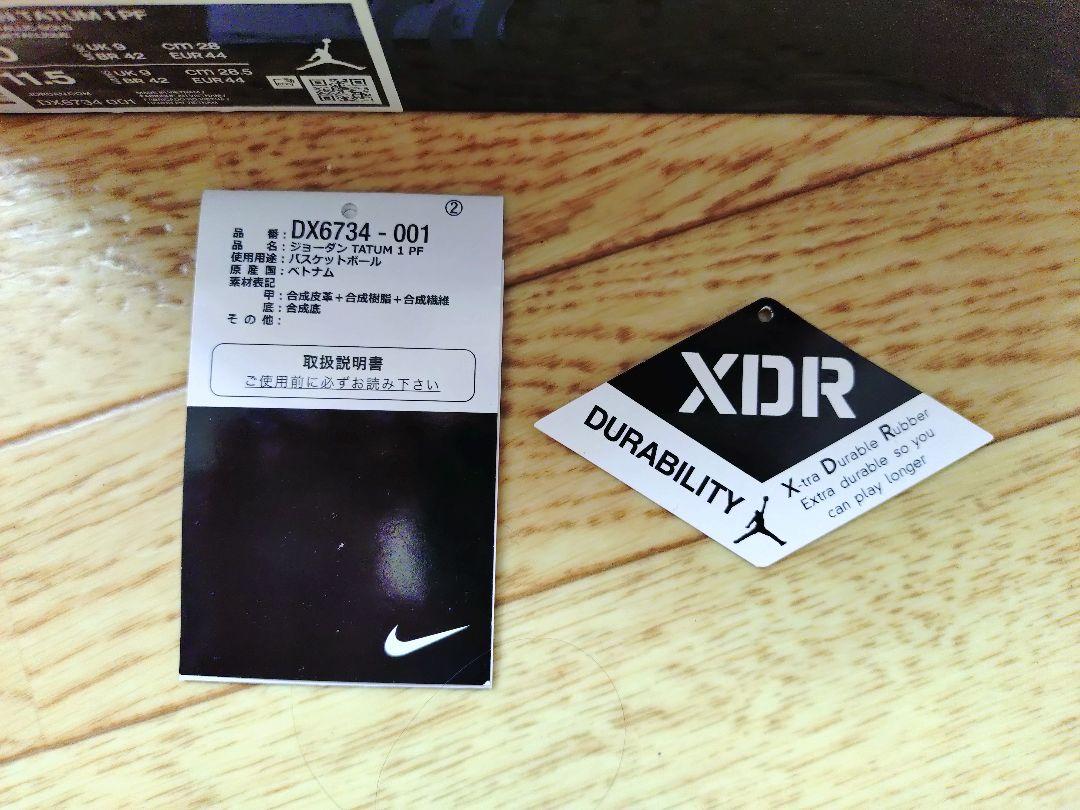 TATUM 1 PF
UK 9 cm 28
BR 42 EUR 44
11.5 UK 9 cm 28.5
BR 42 EUR 44
DX6734 001
②
品番：DX6734 - 001
品名：ジョーダン TATUM 1 PF
使用用途：バスケットボール
原産国：ベトナム
素材表記
甲：合成皮革＋合成樹脂＋合成繊維
底：合成底
その他：
取扱説明書
ご使用前に必ずお読み下さい
XDR
DURABILITY
X-tra Durable Rubber
Extra durable so you
can play longer